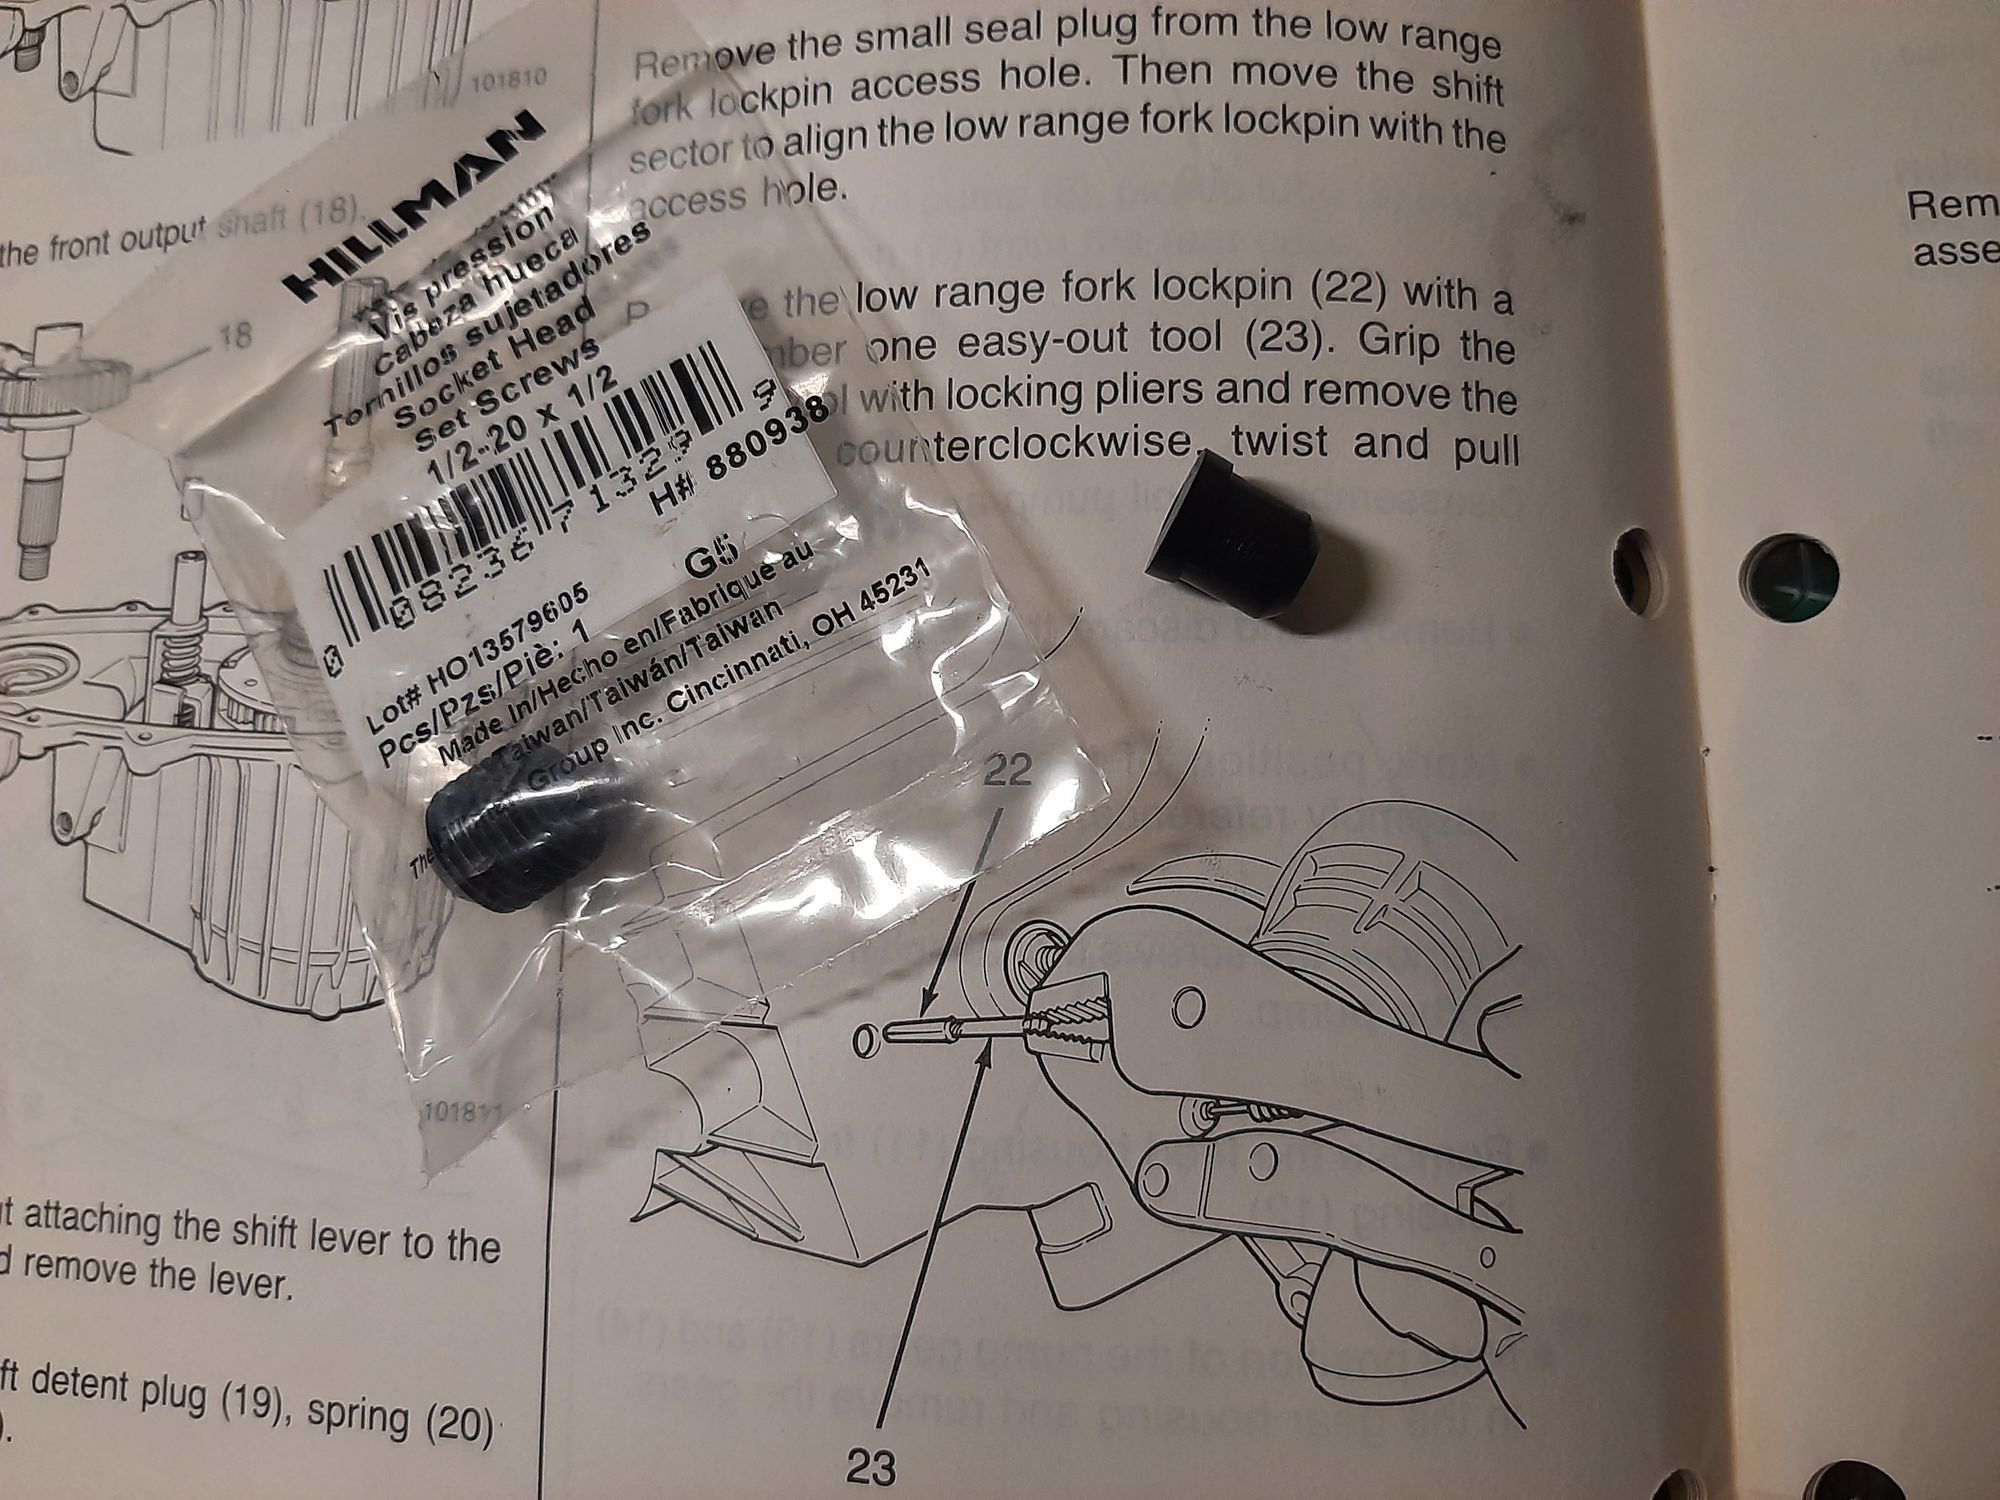 101810
the front output shaft (18).
18
101811
attaching the shift lever to the
remove the lever.
detent plug (19), spring (20)
Remove the small seal plug from the low range
fork lockpin access hole. Then move the shift
sector to align the low range fork lockpin with the
access hole.
the low range fork lockpin (22) with a
one easy-out tool (23). Grip the
with locking pliers and remove the
counterclockwise, twist and pull
22
23
HILLMAN
Vis pression
cabeza hueca
Tornillos sujetadores
Socket Head
Set Screws
1/2-20 x 1/2
0 08236 71329 9
H# 880938
G5
Lot# HO13579605
Pcs/Pzs/Piè: 1
Made In/Hecho en/Fabrique au
Taiwan/Taiwán/Taiwan
The Group Inc. Cincinnati, OH 45231